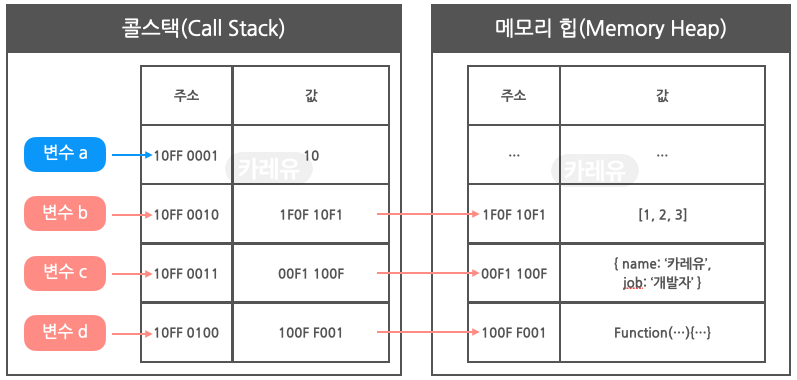 콜스택(Call Stack)
메모리 힙(Memory Heap)
주소 값
주소 값
변수 a 10FF 0001 10
… …
변수 b 10FF 0010 1F0F 10F1
1F0F 10F1 [1, 2, 3]
변수 c 10FF 0011 00F1 100F
00F1 100F { name: ‘카레유’,
job: ‘개발자’ }
변수 d 10FF 0100 100F F001
100F F001 Function(…){…}
카레유
카레유